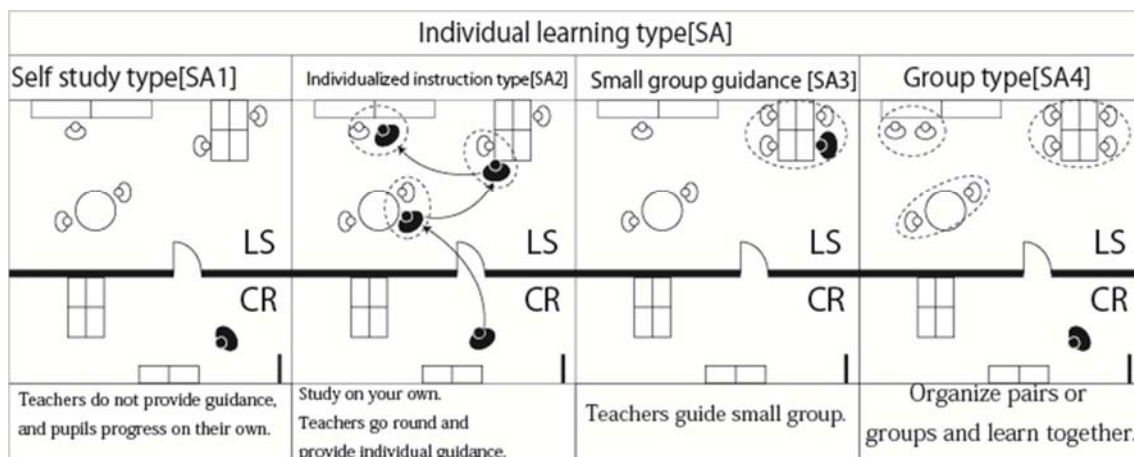 Individual learning type[SA]
Self study type[SA1]
Individualized instruction type[SA2]
Small group guidance [SA3]
Group type[SA4]
LS
LS
LS
LS
CR
CR
CR
CR
Teachers do not provide guidance,
and pupils progress on their own.
Study on your own.
Teachers go round and
provide individual guidance.
Teachers guide small group.
Organize pairs or
groups and learn together.